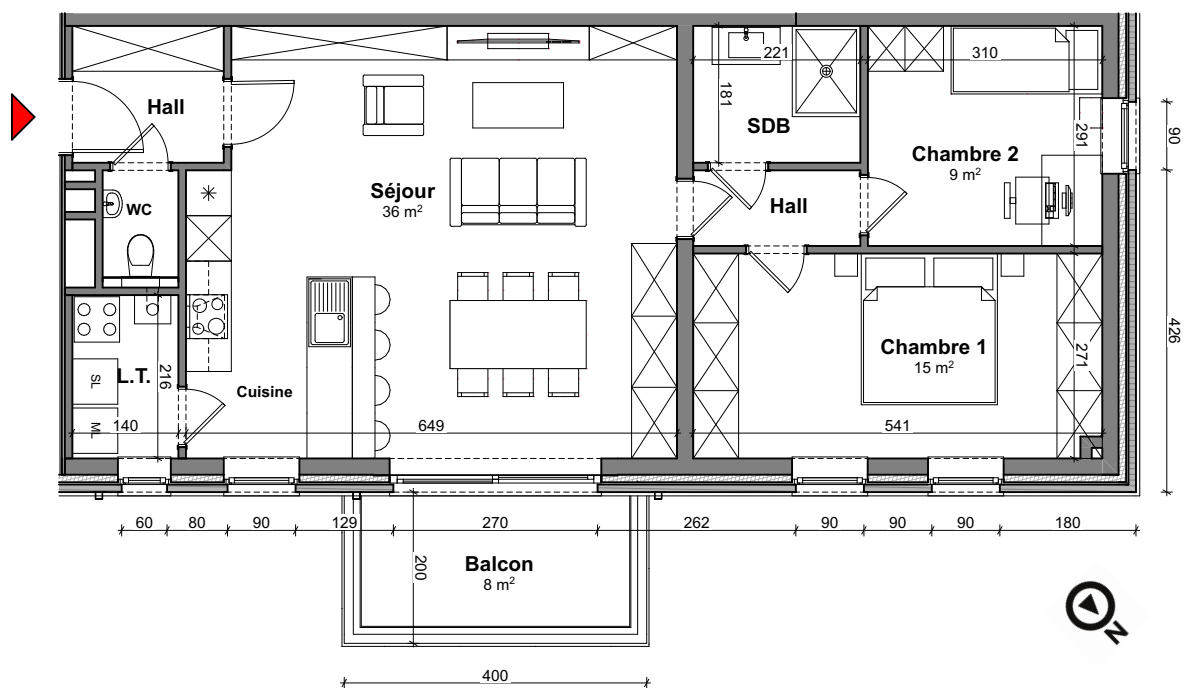 221
310
181
Hall
SDB
291
90
Chambre 2
9 m²
Séjour
36 m²
WC
Hall
426
L.T.
216
SL
ML
Cuisine
Chambre 1
15 m²
271
140
649
541
60
80
90
129
270
262
90
90
90
180
200
Balcon
8 m²
N
400